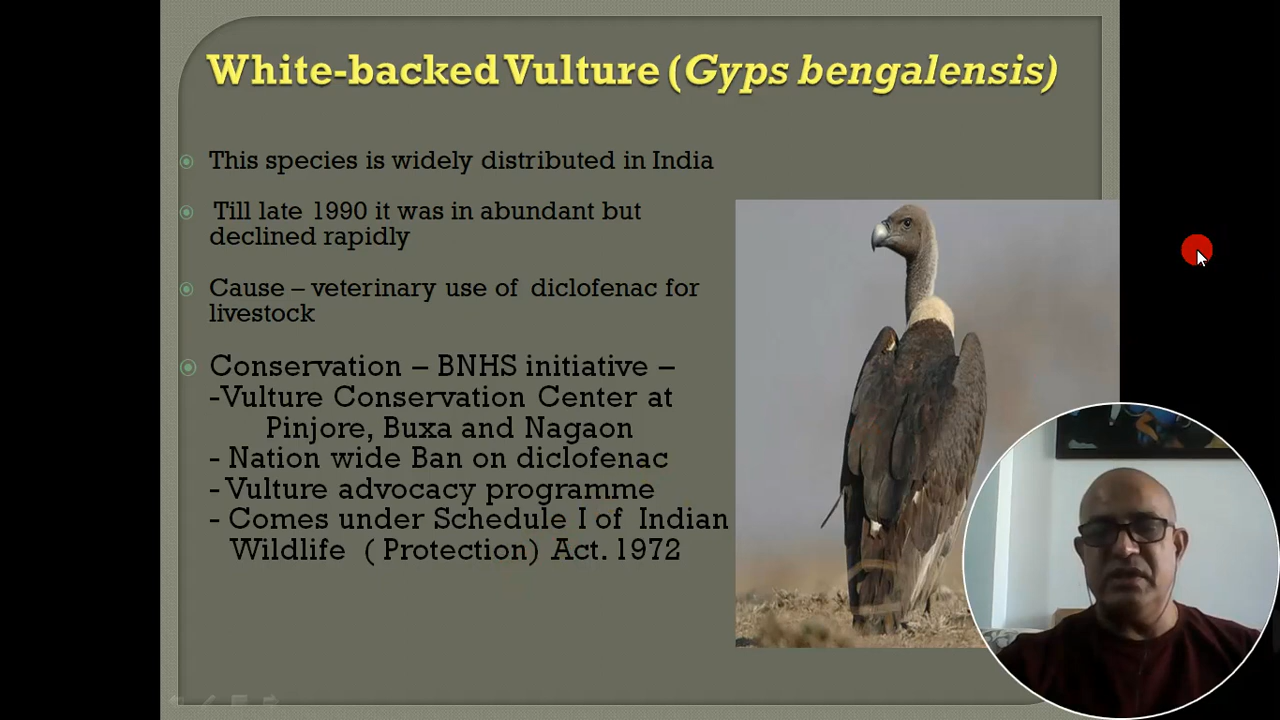 White-backed Vulture (Gyps bengalensis)
This species is widely distributed in India
Till late 1990 it was in abundant but
declined rapidly
Cause – veterinary use of diclofenac for
livestock
Conservation – BNHS initiative –
-Vulture Conservation Center at
Pinjore, Buxa and Nagaon
- Nation wide Ban on diclofenac
- Vulture advocacy programme
- Comes under Schedule I of Indian
Wildlife ( Protection) Act. 1972